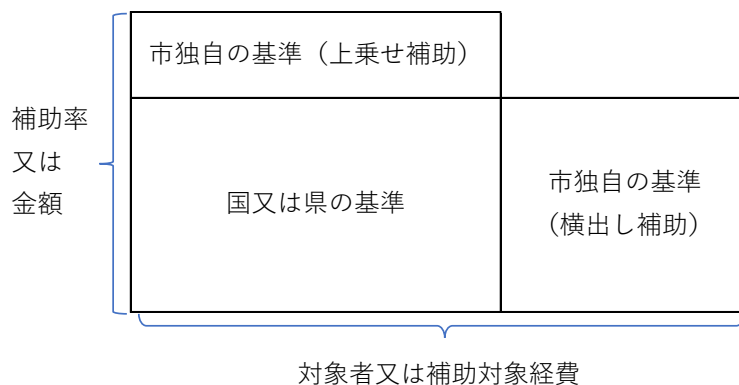 市独自の基準（上乗せ補助）
補助率
又は
金額
国又は県の基準
市独自の基準
（横出し補助）
対象者又は補助対象経費